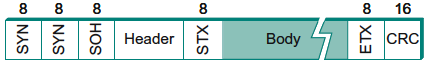 8 8 8 8 8 16
SYN SYN SOH Header STX Body ETX CRC